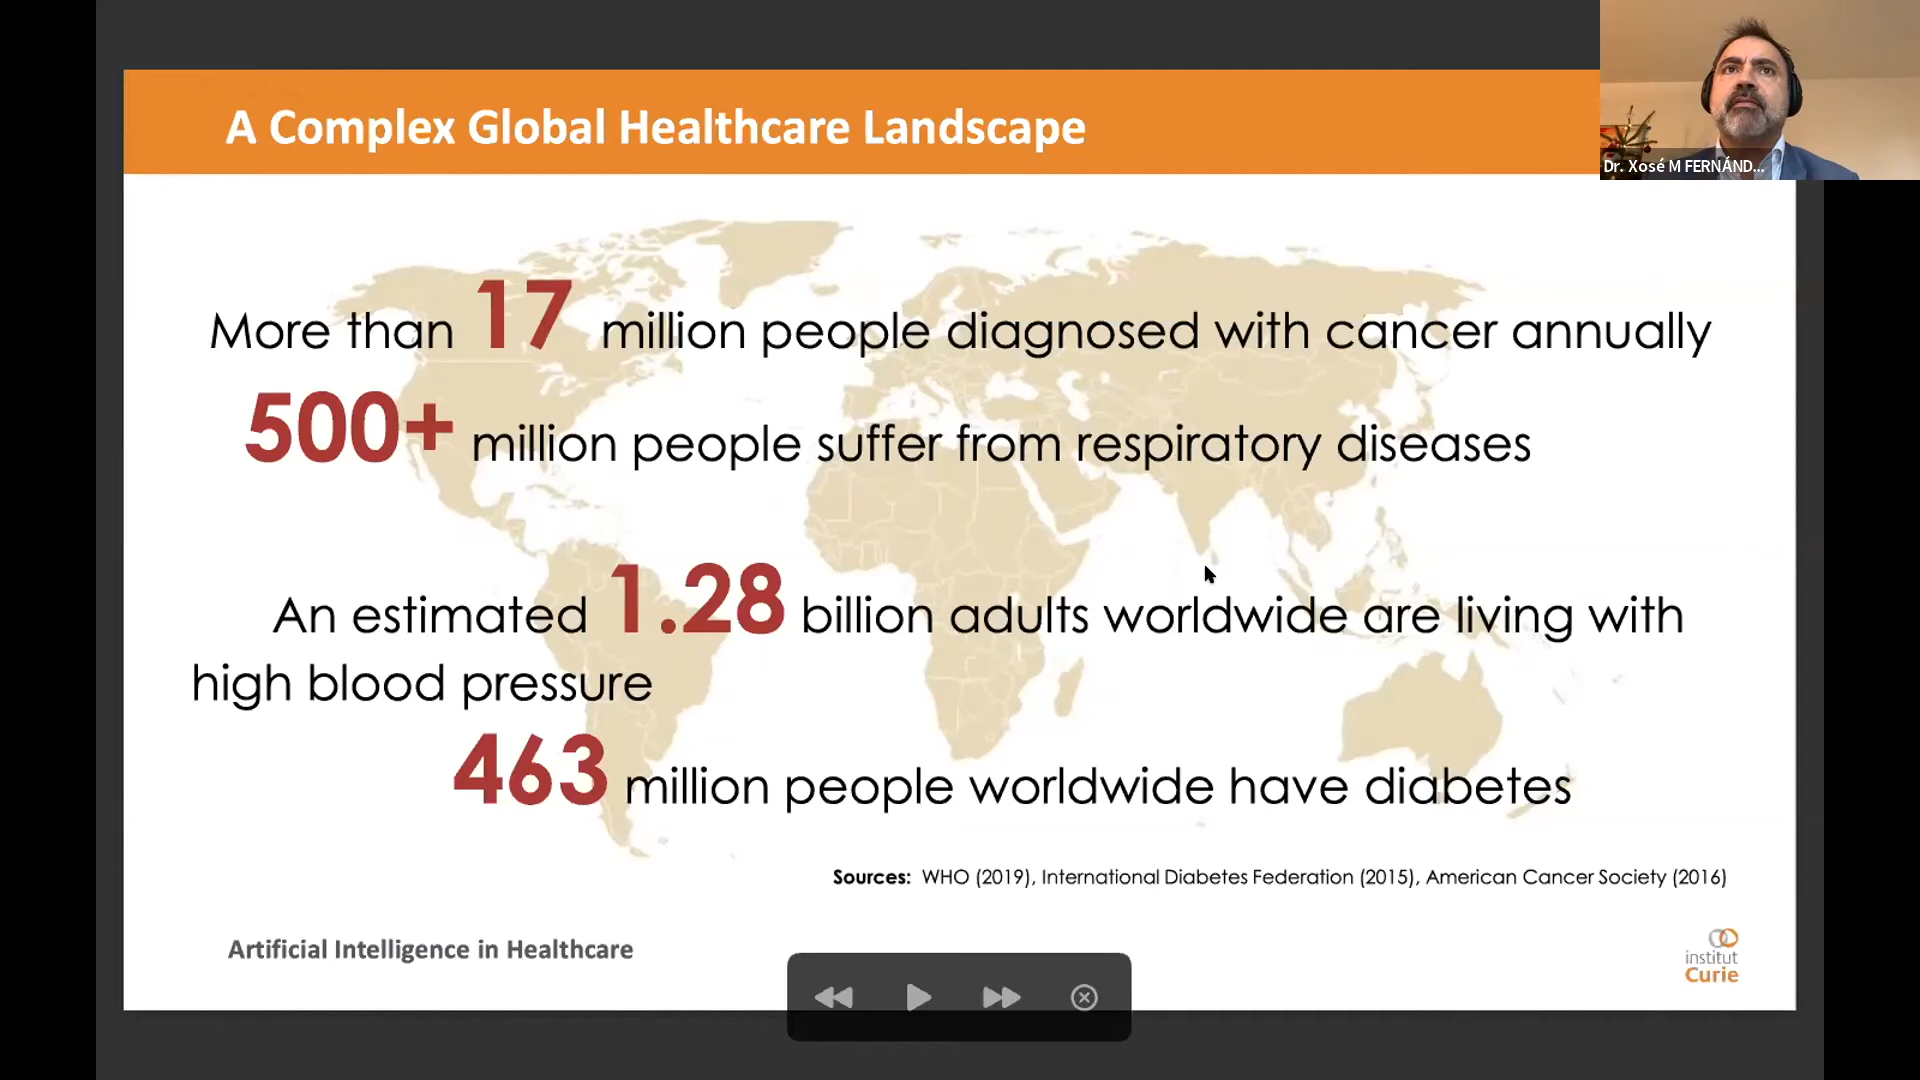 A Complex Global Healthcare Landscape
Dr. Xosé M FERNÁND...
More than 17 million people diagnosed with cancer annually
500+ million people suffer from respiratory diseases
An estimated 1.28 billion adults worldwide are living with
high blood pressure
463 million people worldwide have diabetes
Sources: WHO (2019), International Diabetes Federation (2015), American Cancer Society (2016)
Artificial Intelligence in Healthcare
institut
Curie